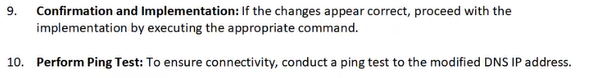 9. Confirmation and Implementation: If the changes appear correct, proceed with the
implementation by executing the appropriate command.
10. Perform Ping Test: To ensure connectivity, conduct a ping test to the modified DNS IP address.